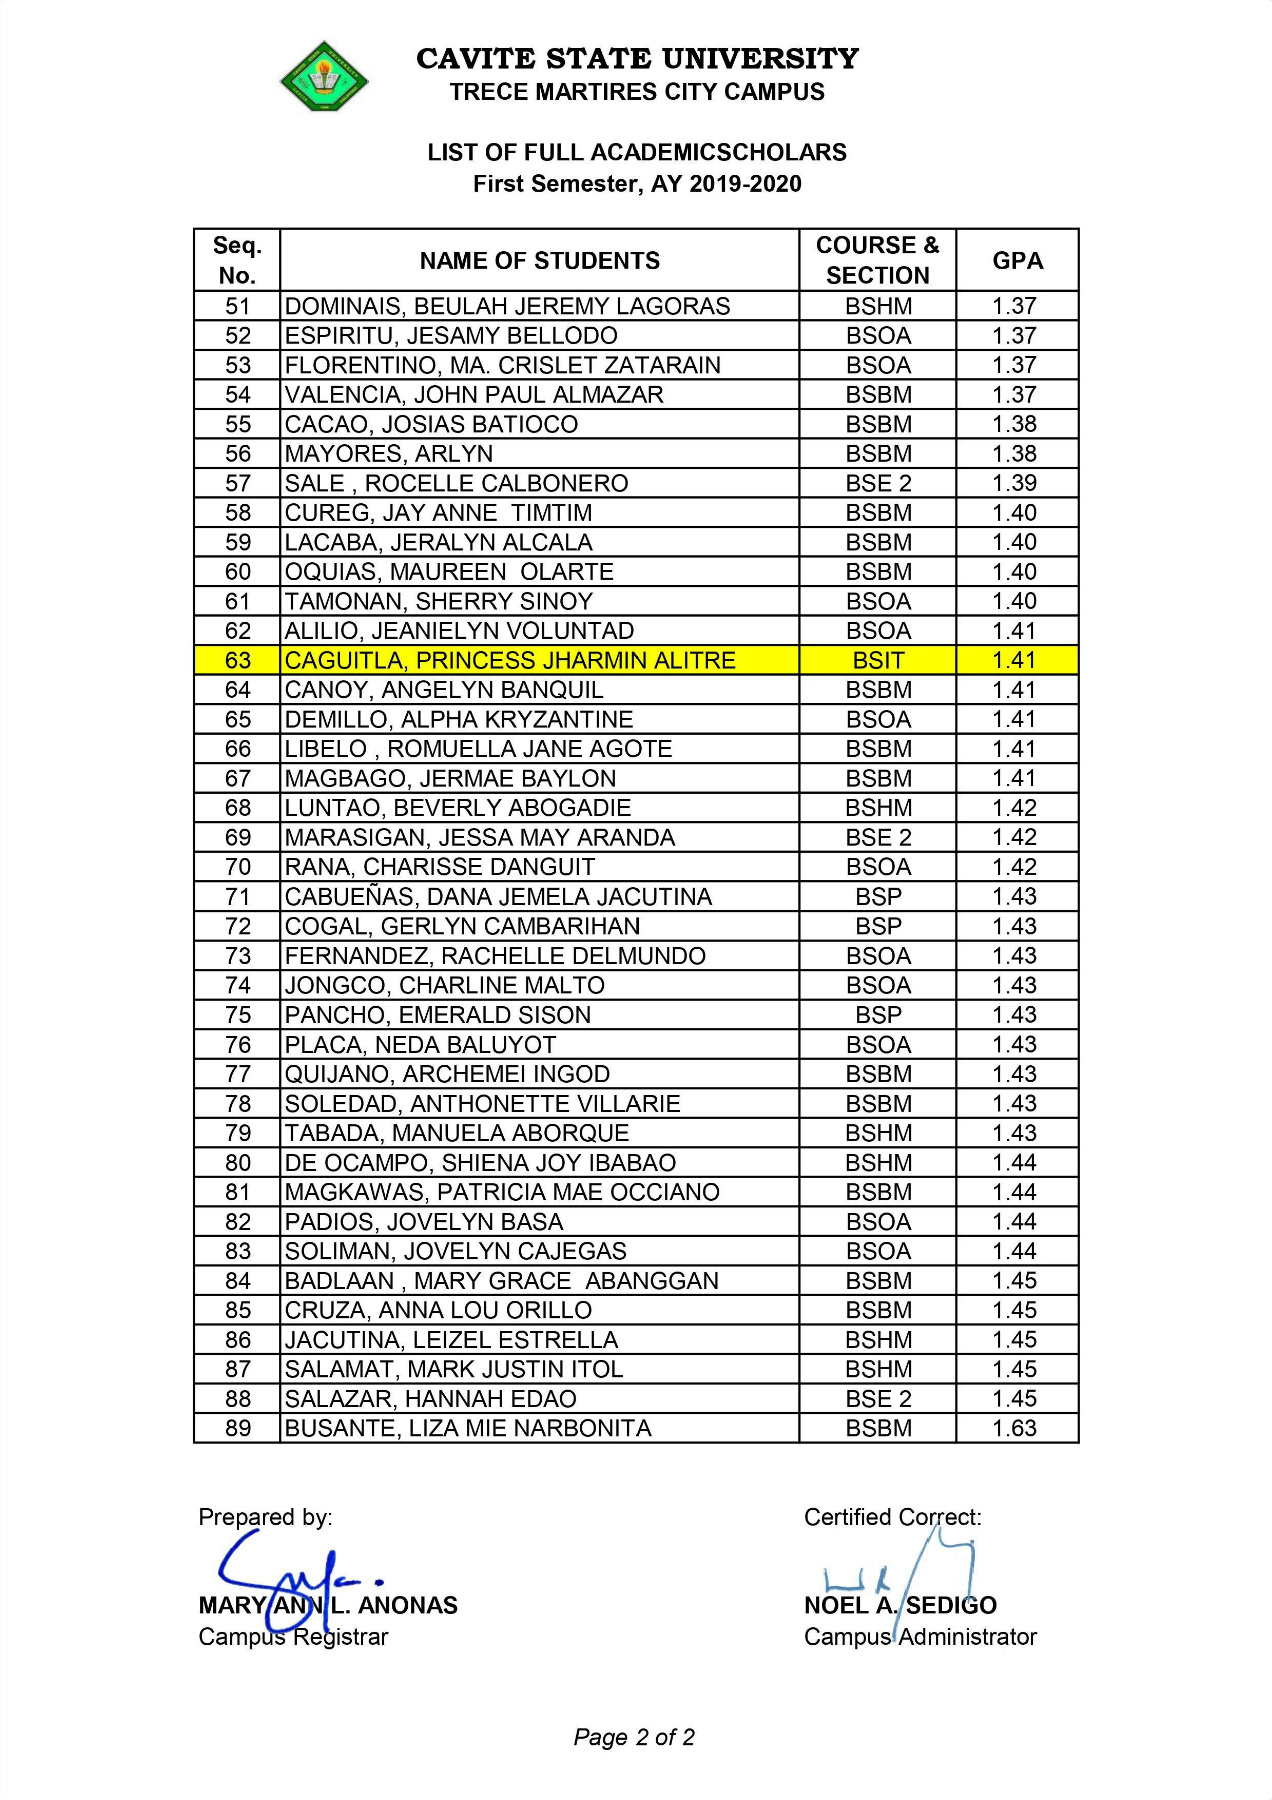 CAVITE STATE UNIVERSITY
TRECE MARTIRES CITY CAMPUS
LIST OF FULL ACADEMICSCHOLARS
First Semester, AY 2019-2020
Seq. No. NAME OF STUDENTS COURSE & SECTION GPA
51 DOMINAIS, BEULAH JEREMY LAGORAS BSHM 1.37
52 ESPIRITU, JESAMY BELLODO BSOA 1.37
53 FLORENTINO, MA. CRISLET ZATARAIN BSOA 1.37
54 VALENCIA, JOHN PAUL ALMAZAR BSBM 1.37
55 CACAO, JOSIAS BATIOCO BSBM 1.38
56 MAYORES, ARLYN BSBM 1.38
57 SALE , ROCELLE CALBONERO BSE 2 1.39
58 CUREG, JAY ANNE  TIMTIM BSBM 1.40
59 LACABA, JERALYN ALCALA BSBM 1.40
60 OQUIAS, MAUREEN  OLARTE BSBM 1.40
61 TAMONAN, SHERRY SINOY BSOA 1.40
62 ALILIO, JEANIELYN VOLUNTAD BSOA 1.41
63 CAGUITLA, PRINCESS JHARMIN ALITRE BSIT 1.41
64 CANOY, ANGELYN BANQUIL BSBM 1.41
65 DEMILLO, ALPHA KRYZANTINE BSOA 1.41
66 LIBELO , ROMUELLA JANE AGOTE BSBM 1.41
67 MAGBAGO, JERMAE BAYLON BSBM 1.41
68 LUNTAO, BEVERLY ABOGADIE BSHM 1.42
69 MARASIGAN, JESSA MAY ARANDA BSE 2 1.42
70 RANA, CHARISSE DANGUIT BSOA 1.42
71 CABUEÑAS, DANA JEMELA JACUTINA BSP 1.43
72 COGAL, GERLYN CAMBARIHAN BSP 1.43
73 FERNANDEZ, RACHELLE DELMUNDO BSOA 1.43
74 JONGCO, CHARLINE MALTO BSOA 1.43
75 PANCHO, EMERALD SISON BSP 1.43
76 PLACA, NEDA BALUYOT BSOA 1.43
77 QUIJANO, ARCHEMEI INGOD BSBM 1.43
78 SOLEDAD, ANTHONETTE VILLARIE BSBM 1.43
79 TABADA, MANUELA ABORQUE BSHM 1.43
80 DE OCAMPO, SHIENA JOY IBABAO BSHM 1.44
81 MAGKAWAS, PATRICIA MAE OCCIANO BSBM 1.44
82 PADIOS, JOVELYN BASA BSOA 1.44
83 SOLIMAN, JOVELYN CAJEGAS BSOA 1.44
84 BADLAAN , MARY GRACE  ABANGGAN BSBM 1.45
85 CRUZA, ANNA LOU ORILLO BSBM 1.45
86 JACUTINA, LEIZEL ESTRELLA BSHM 1.45
87 SALAMAT, MARK JUSTIN ITOL BSHM 1.45
88 SALAZAR, HANNAH EDAO BSE 2 1.45
89 BUSANTE, LIZA MIE NARBONITA BSBM 1.63
Prepared by: Certified Correct:
MARY ANN L. ANONAS NOEL A. SEDIGO
Campus Registrar Campus Administrator
Page 2 of 2